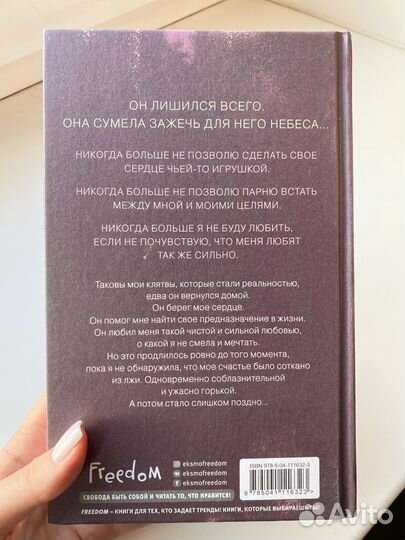 ОН ЛИШИЛСЯ ВСЕГО.
ОНА СУМЕЛА ЗАЖЕЧЬ ДЛЯ НЕГО НЕБЕСА...
НИКОГДА БОЛЬШЕ НЕ ПОЗВОЛЮ СДЕЛАТЬ СВОЕ
СЕРДЦЕ ЧЬЕЙ-ТО ИГРУШКОЙ.
НИКОГДА БОЛЬШЕ НЕ ПОЗВОЛЮ ПАРНЮ ВСТАТЬ
МЕЖДУ МНОЙ И МОИМИ ЦЕЛЯМИ.
НИКОГДА БОЛЬШЕ Я НЕ БУДУ ЛЮБИТЬ,
ЕСЛИ НЕ ПОЧУВСТВУЮ, ЧТО МЕНЯ ЛЮБЯТ
ТАК ЖЕ СИЛЬНО.
Таковы мои клятвы, которые стали реальностью,
едва он вернулся домой.
Он берег мое сердце.
Он помог мне найти свое предназначение в жизни.
Он любил меня такой чистой и сильной любовью,
о какой я не смела и мечтать.
Но это продлилось ровно до того момента,
пока я не обнаружила, что мое счастье было соткано
из лжи. Одновременно соблазнительной
и ужасно горькой.
А потом стало слишком поздно...
Freedom
eksmofreedom
eksmofreedom
eksmofreedom
ISBN 978-5-04-111632-3
9 785041 116323 >
СВОБОДА БЫТЬ СОБОЙ И ЧИТАТЬ ТО, ЧТО НРАВИТСЯ!
FREEDOM – КНИГИ ДЛЯ ТЕХ, КТО ЗАДАЕТ ТРЕНДЫ! КНИГИ, КОТОРЫЕ ВЫБИРАЕШЬ ТЫ!
Avito